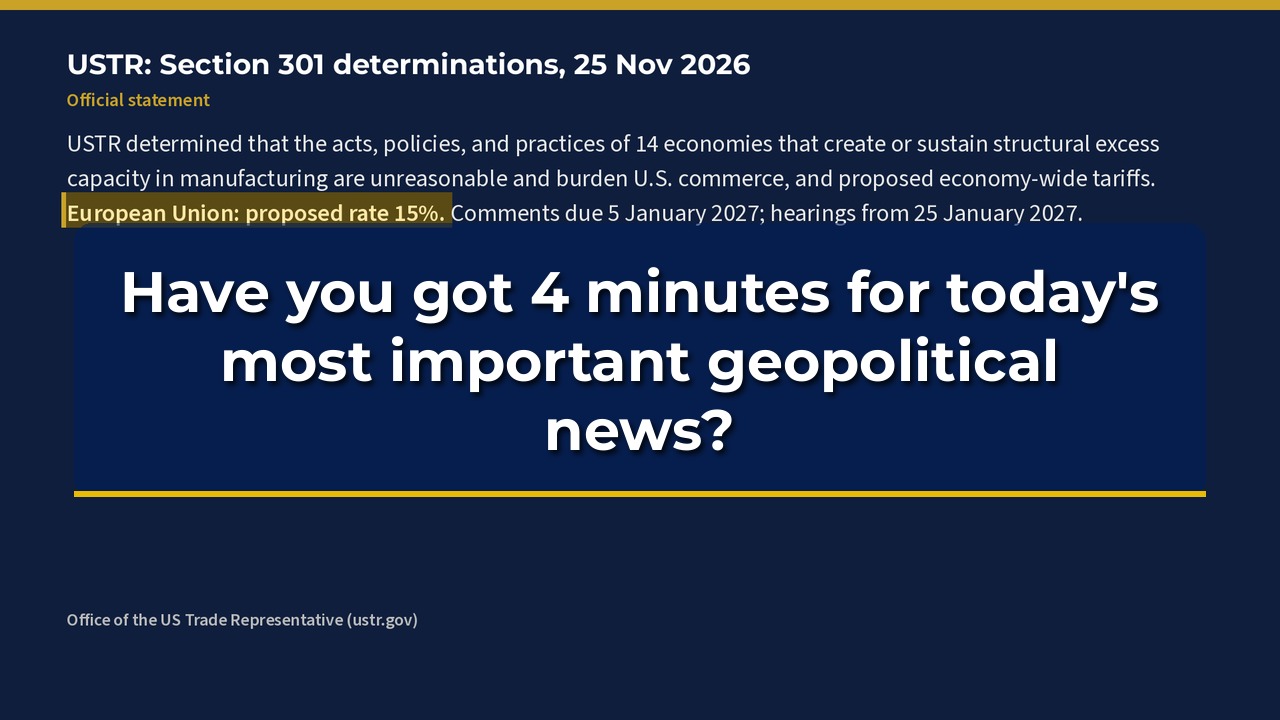 USTR: Section 301 determinations, 25 Nov 2026
Official statement
USTR determined that the acts, policies, and practices of 14 economies that create or sustain structural excess
capacity in manufacturing are unreasonable and burden U.S. commerce, and proposed economy-wide tariffs.
European Union: proposed rate 15%. Comments due 5 January 2027; hearings from 25 January 2027.
Have you got 4 minutes for today's
most important geopolitical
news?
Office of the US Trade Representative (ustr.gov)